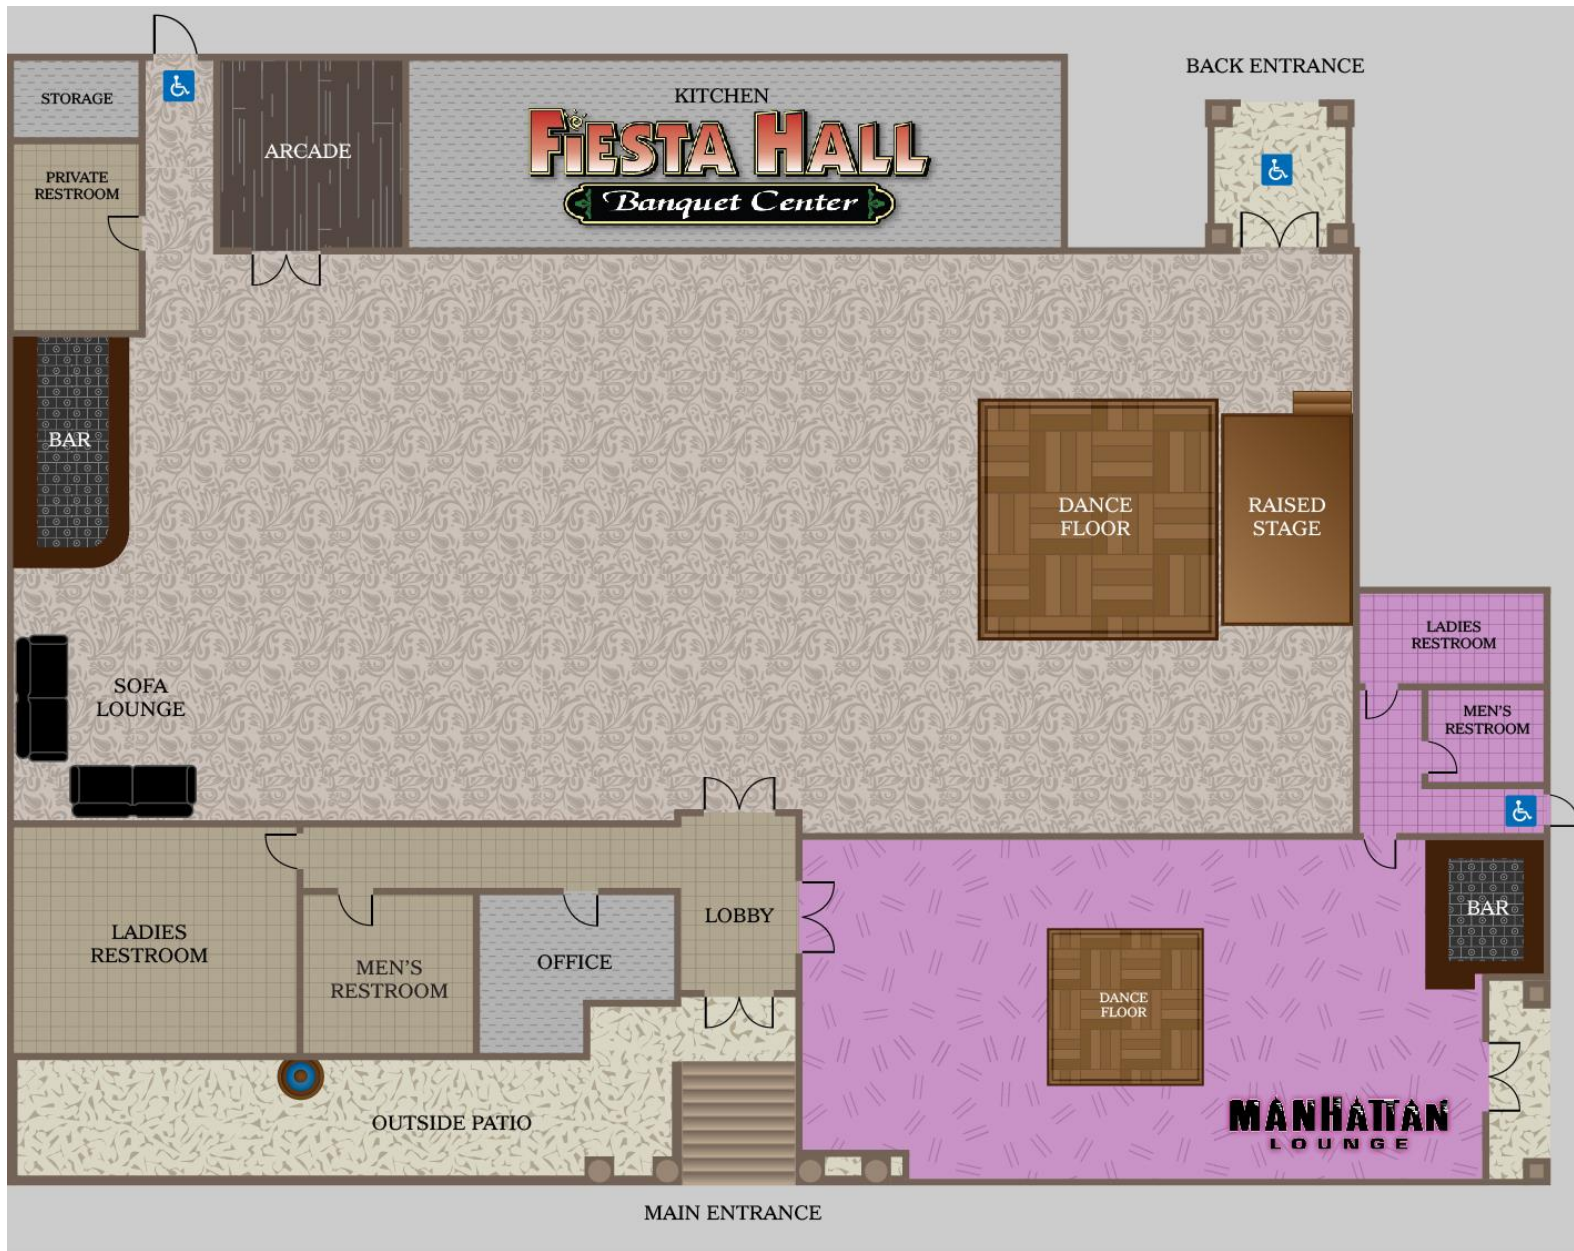 BACK ENTRANCE
STORAGE
KITCHEN
FiESTA HALL
Banquet Center
ARCADE
PRIVATE
RESTROOM
BAR
DANCE
FLOOR
RAISED
STAGE
LADIES
RESTROOM
MEN'S
RESTROOM
SOFA
LOUNGE
LOBBY
BAR
LADIES
RESTROOM
MEN'S
RESTROOM
OFFICE
DANCE
FLOOR
OUTSIDE PATIO
MANHATTAN
LOUNGE
MAIN ENTRANCE